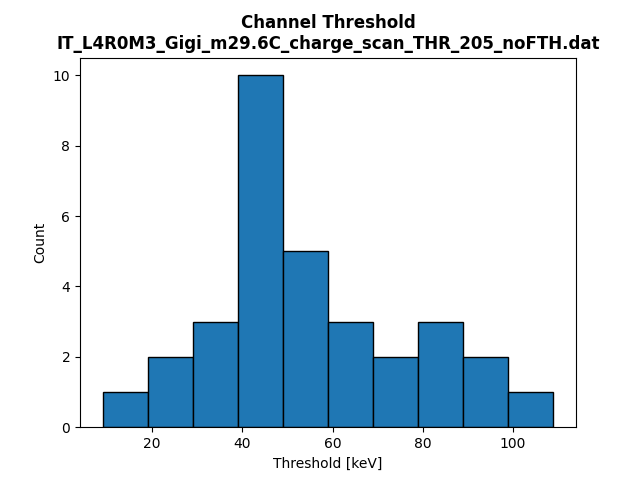 Channel Threshold
IT_L4R0M3_Gigi_m29.6C_charge_scan_THR_205_noFTH.dat
10
8
6
4
2
0
Count
20 40 60 80 100
Threshold [keV]